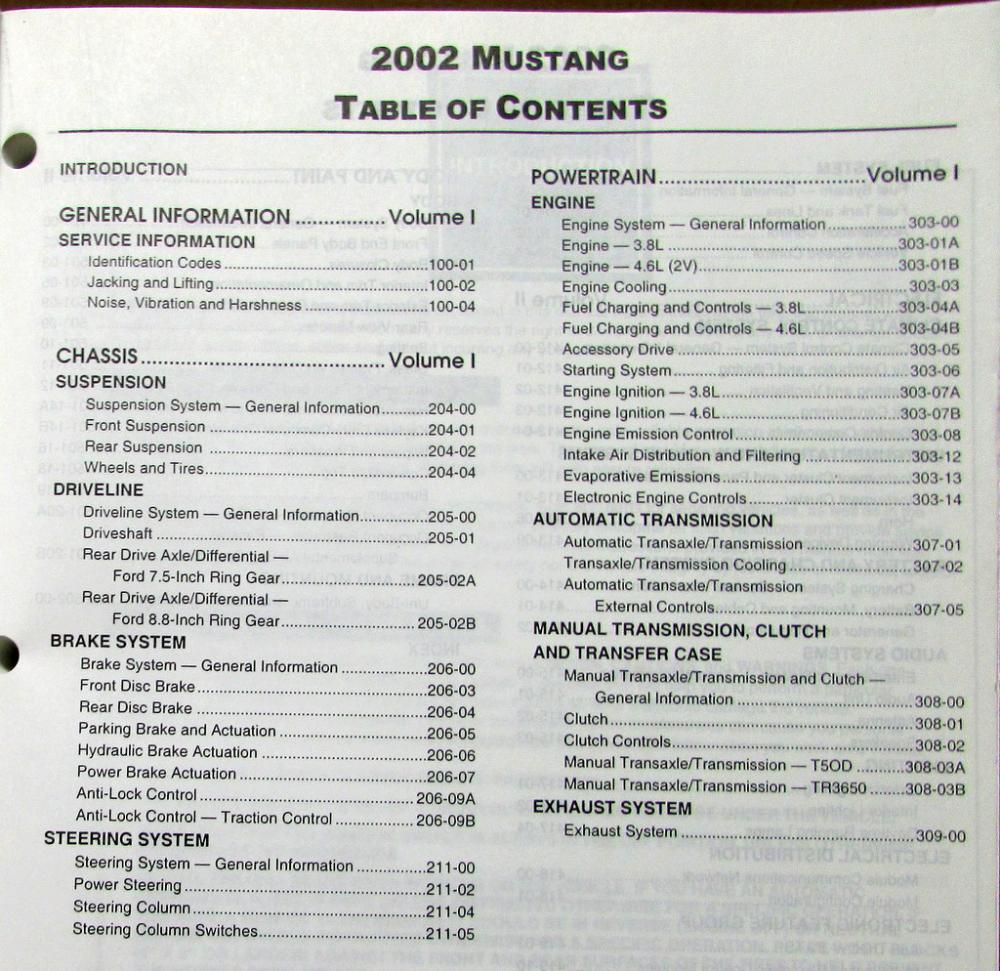 2002 MUSTANG
TABLE OF CONTENTS
INTRODUCTION
GENERAL INFORMATION ................ Volume I
SERVICE INFORMATION
Identification Codes ................ 100-01
Jacking and Lifting ................ 100-02
Noise, Vibration and Harshness ................ 100-04
CHASSIS ................ Volume I
SUSPENSION
Suspension System — General Information ................ 204-00
Front Suspension ................ 204-01
Rear Suspension ................ 204-02
Wheels and Tires ................ 204-04
DRIVELINE
Driveline System — General Information ................ 205-00
Driveshaft ................ 205-01
Rear Drive Axle/Differential —
Ford 7.5-Inch Ring Gear ................ 205-02A
Rear Drive Axle/Differential —
Ford 8.8-Inch Ring Gear ................ 205-02B
BRAKE SYSTEM
Brake System — General Information ................ 206-00
Front Disc Brake ................ 206-03
Rear Disc Brake ................ 206-04
Parking Brake and Actuation ................ 206-05
Hydraulic Brake Actuation ................ 206-06
Power Brake Actuation ................ 206-07
Anti-Lock Control ................ 206-09A
Anti-Lock Control — Traction Control ................ 206-09B
STEERING SYSTEM
Steering System — General Information ................ 211-00
Power Steering ................ 211-02
Steering Column ................ 211-04
Steering Column Switches ................ 211-05
POWERTRAIN ................ Volume I
ENGINE
Engine System — General Information ................ 303-00
Engine — 3.8L ................ 303-01A
Engine — 4.6L (2V) ................ 303-01B
Engine Cooling ................ 303-03
Fuel Charging and Controls — 3.8L ................ 303-04A
Fuel Charging and Controls — 4.6L ................ 303-04B
Accessory Drive ................ 303-05
Starting System ................ 303-06
Engine Ignition — 3.8L ................ 303-07A
Engine Ignition — 4.6L ................ 303-07B
Engine Emission Control ................ 303-08
Intake Air Distribution and Filtering ................ 303-12
Evaporative Emissions ................ 303-13
Electronic Engine Controls ................ 303-14
AUTOMATIC TRANSMISSION
Automatic Transaxle/Transmission ................ 307-01
Transaxle/Transmission Cooling ................ 307-02
Automatic Transaxle/Transmission
External Controls ................ 307-05
MANUAL TRANSMISSION, CLUTCH
AND TRANSFER CASE
Manual Transaxle/Transmission and Clutch —
General Information ................ 308-00
Clutch ................ 308-01
Clutch Controls ................ 308-02
Manual Transaxle/Transmission — T5OD ................ 308-03A
Manual Transaxle/Transmission — TR3650 ................ 308-03B
EXHAUST SYSTEM
Exhaust System ................ 309-00